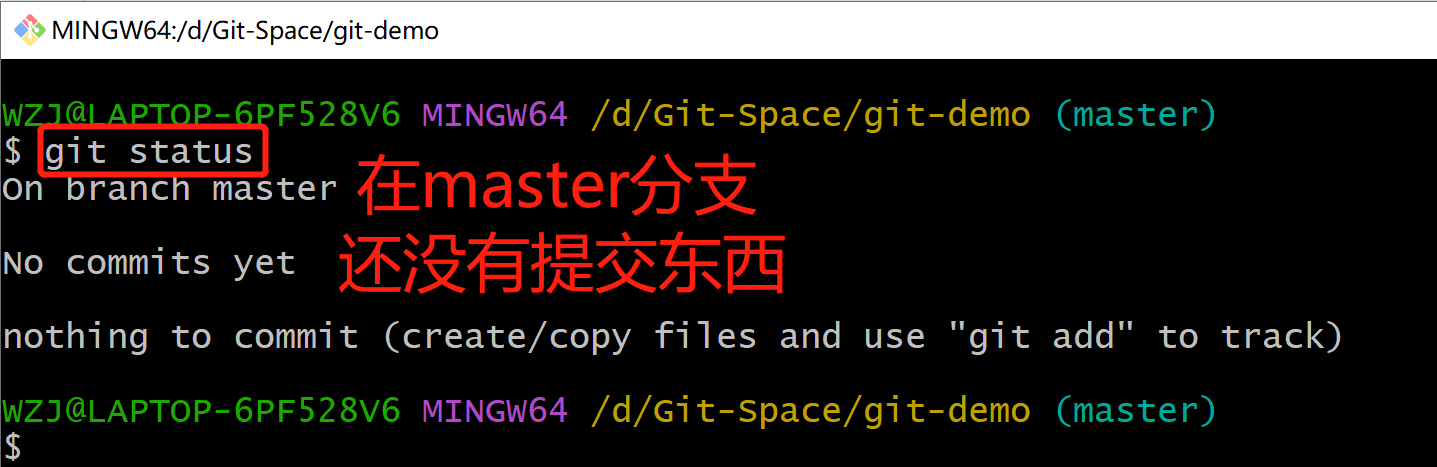 MINGW64:/d/Git-Space/git-demo
WZJ@LAPTOP-6PF528V6 MINGW64 /d/Git-Space/git-demo (master)
$ git status
On branch master 在master分支
No commits yet 还没有提交东西
nothing to commit (create/copy files and use "git add" to track)
WZJ@LAPTOP-6PF528V6 MINGW64 /d/Git-Space/git-demo (master)
$